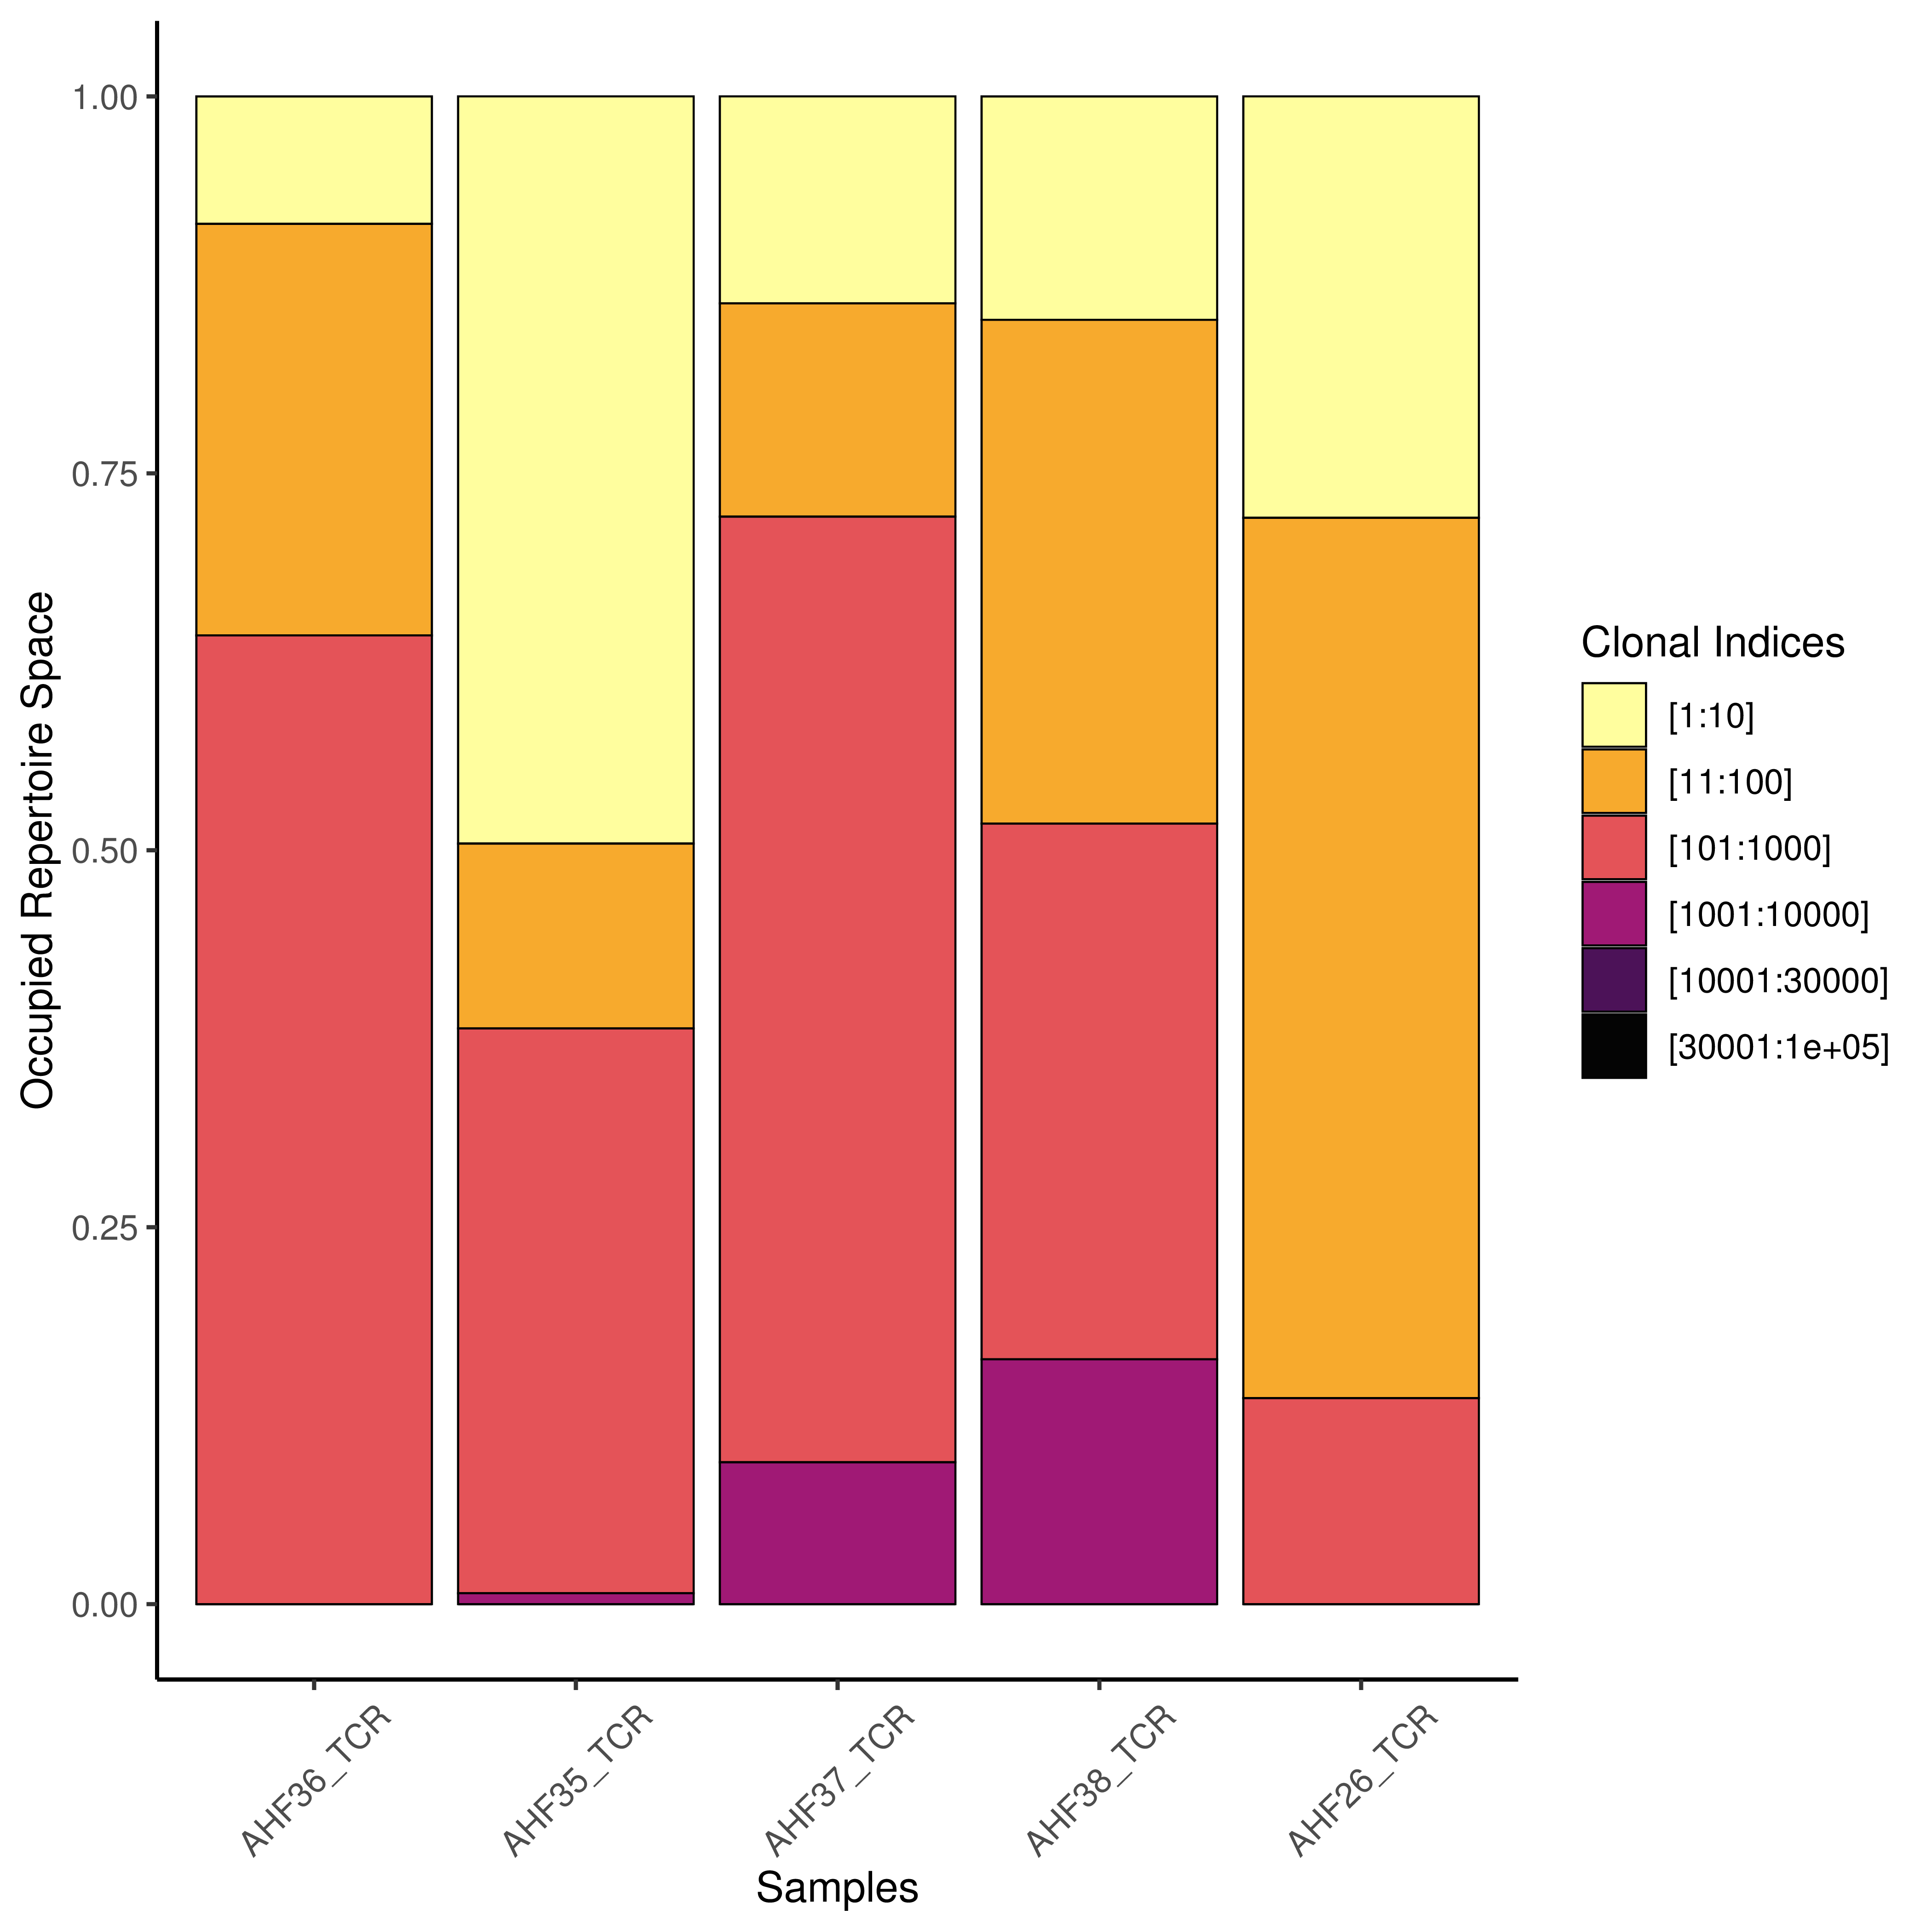 Occupied Repertoire Space
1.00
0.75
0.50
0.25
0.00
AHF36_TCR
AHF35_TCR
AHF37_TCR
AHF38_TCR
AHF26_TCR
Samples
Clonal Indices
[1:10]
[11:100]
[101:1000]
[1001:10000]
[10001:30000]
[30001:1e+05]